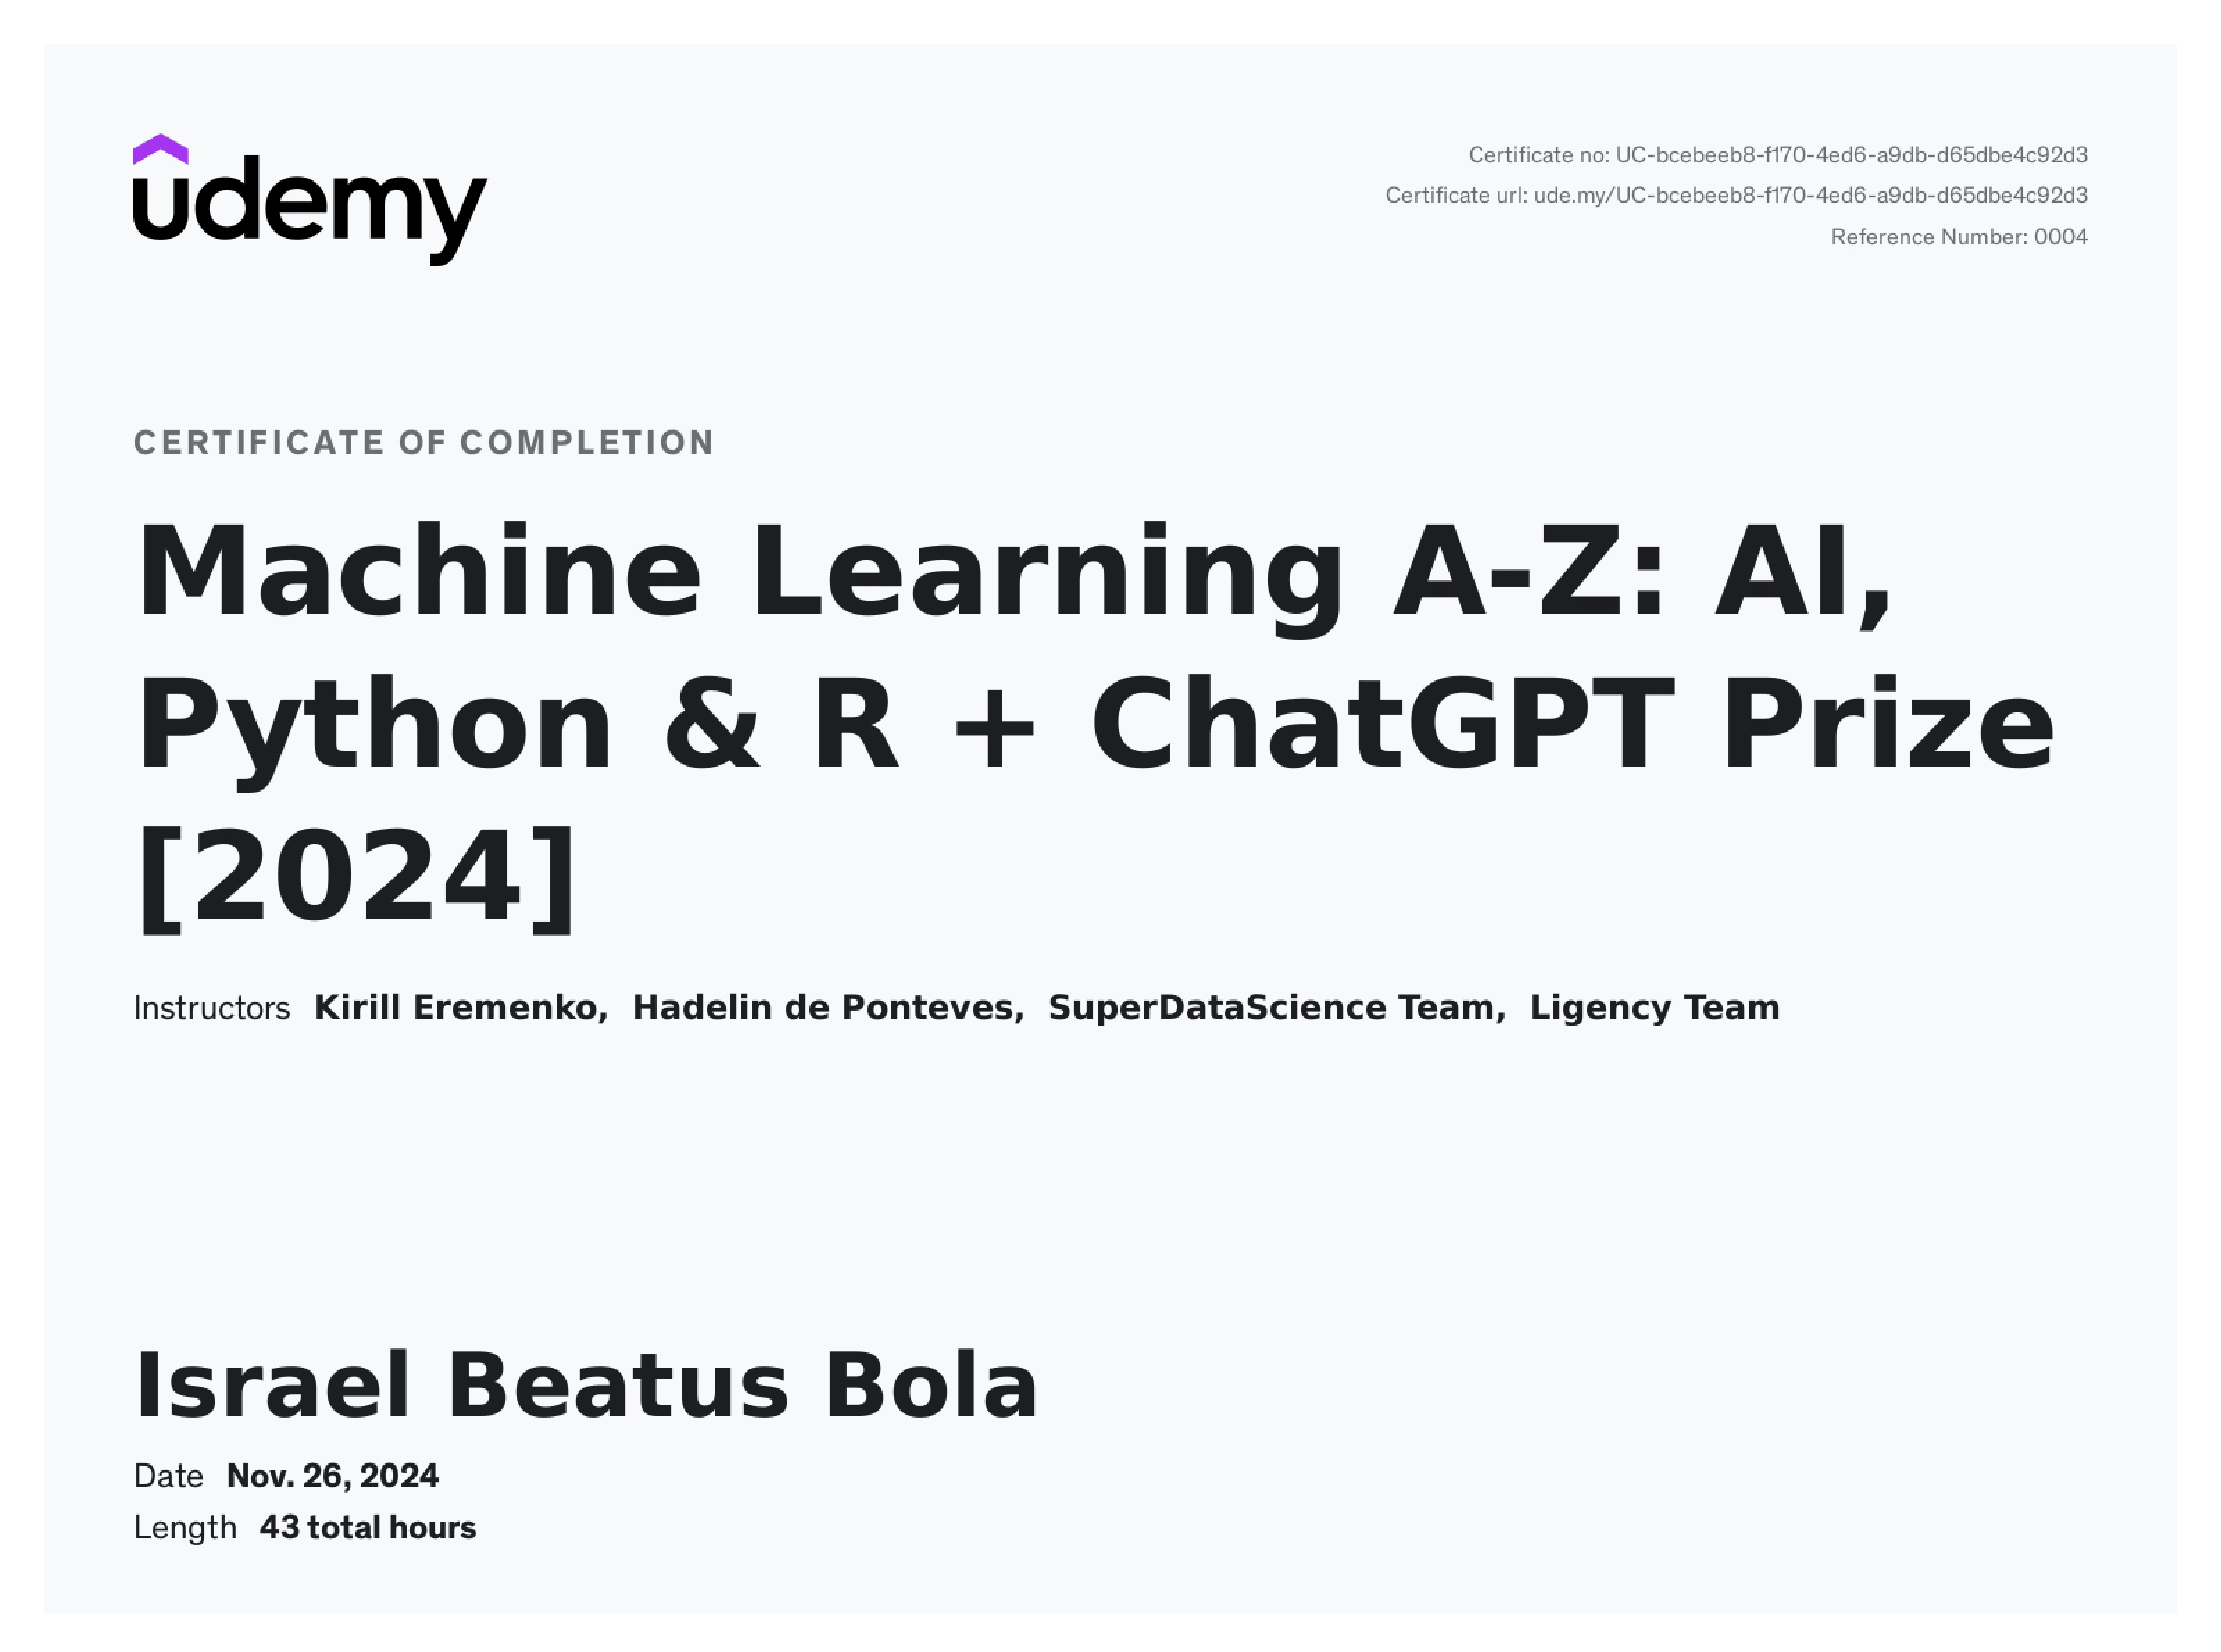 udemy
Certificate no: UC-bcebeeb8-f170-4ed6-a9db-d65dbe4c92d3
Certificate url: ude.my/UC-bcebeeb8-f170-4ed6-a9db-d65dbe4c92d3
Reference Number: 0004
CERTIFICATE OF COMPLETION
Machine Learning A-Z: AI,
Python & R + ChatGPT Prize
[2024]
Instructors Kirill Eremenko, Hadelin de Ponteves, SuperDataScience Team, Ligency Team
Israel Beatus Bola
Date Nov. 26, 2024
Length 43 total hours